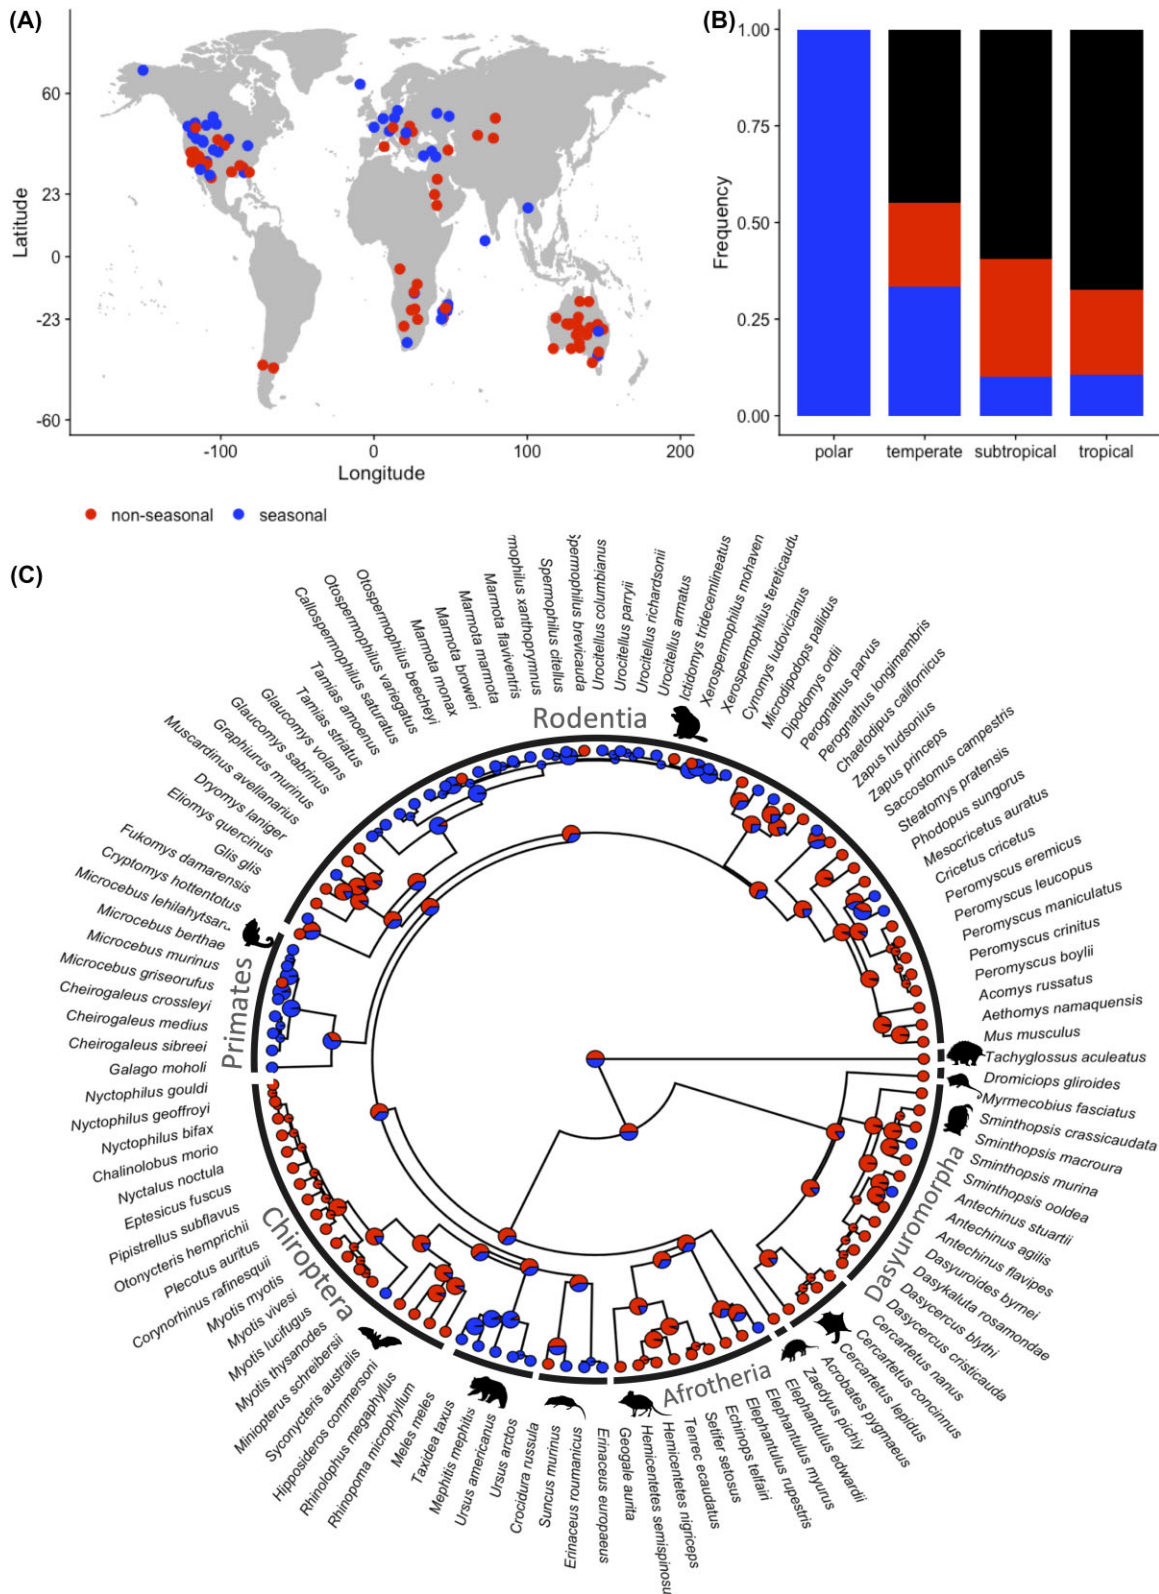 (A)
(B)
Latitude
60
23
0
-23
-60
-100
0
100
200
Longitude
Frequency
1.00
0.75
0.50
0.25
0.00
polar
temperate
subtropical
tropical
non-seasonal
seasonal
(C)
Rodentia
Primates
Chiroptera
Afrotheria
Dasyuromorpha
Galago moholi
Cheirogaleus sibreei
Cheirogaleus medius
Cheirogaleus crossleyi
Microcebus griseorufus
Microcebus murinus
Microcebus berthae
Microcebus lehilahytsara
Cryptomys hottentotus
Fukomys damarensis
Glis glis
Eliomys quercinus
Dryomys laniger
Muscardinus avellanarius
Graphiurus murinus
Glaucomys sabrinus
Glaucomys volans
Tamias striatus
Tamias amoenus
Callospermophilus saturatus
Otospermophilus variegatus
Otospermophilus beecheyi
Marmota monax
Marmota broweri
Marmota marmota
Marmota flaviventris
rmophilus xanthoprymnus
Spermophilus citellus
Spermophilus brevicauda
Urocitellus columbianus
Urocitellus parryii
Urocitellus richardsonii
Urocitellus armatus
Ictidomys tridecemlineatus
Xerospermophilus mohaven
Xerospermophilus tereticaudu
Cynomys ludovicianus
Microdipodops pallidus
Dipodomys ordii
Perognathus parvus
Perognathus longimembris
Chaetodipus californicus
Zapus hudsonius
Zapus princeps
Saccostomus campestris
Steatomys pratensis
Phodopus sungorus
Mesocricetus auratus
Cricetus cricetus
Peromyscus eremicus
Peromyscus leucopus
Peromyscus maniculatus
Peromyscus crinitus
Peromyscus boylii
Acomys russatus
Aethomys namaquensis
Mus musculus
Tachyglossus aculeatus
Dromiciops gliroides
Myrmecobius fasciatus
Sminthopsis crassicaudata
Sminthopsis macroura
Sminthopsis murina
Sminthopsis ooldea
Antechinus stuartii
Antechinus agilis
Antechinus flavipes
Dasyuroides byrnei
Dasykaluta rosamondae
Dasycercus blythi
Dasycercus cristicauda
Cercartetus nanus
Cercartetus concinnus
Cercartetus lepidus
Acrobates pygmaeus
Zaedyus pichiy
Elephantulus edwardii
Elephantulus myurus
Elephantulus rupestris
Echinops telfairi
Setifer setosus
Tenrec ecaudatus
Hemicentetes nigriceps
Hemicentetes semispinosu
Geogale aurita
Erinaceus europaeus
Erinaceus roumanicus
Suncus murinus
Crocidura russula
Ursus arctos
Ursus americanus
Mephitis mephitis
Taxidea taxus
Meles meles
Rhinopoma microphyllum
Rhinolophus megaphyllus
Hipposideros commersoni
Syconycteris australis
Miniopterus schreibersii
Myotis thysanodes
Myotis lucifugus
Myotis vivesi
Myotis myotis
Corynorhinus rafinesquii
Plecotus auritus
Otonycteris hemprichii
Pipistrellus subflavus
Eptesicus fuscus
Nyctalus noctula
Chalinolobus morio
Nyctophilus bifax
Nyctophilus geoffroyi
Nyctophilus gouldi